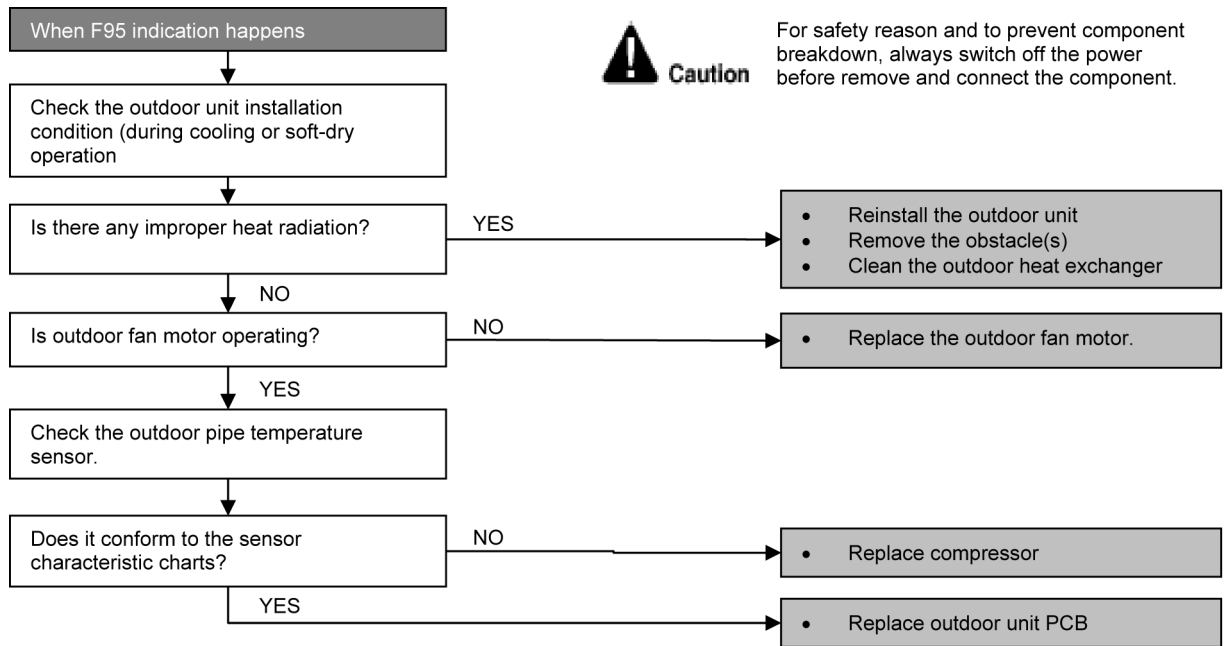 When F95 indication happens
Caution
For safety reason and to prevent component
breakdown, always switch off the power
before remove and connect the component.
Check the outdoor unit installation
condition (during cooling or soft-dry
operation
Is there any improper heat radiation?
YES
• Reinstall the outdoor unit
• Remove the obstacle(s)
• Clean the outdoor heat exchanger
NO
Is outdoor fan motor operating?
NO
• Replace the outdoor fan motor.
YES
Check the outdoor pipe temperature
sensor.
Does it conform to the sensor
characteristic charts?
NO
• Replace compressor
YES
• Replace outdoor unit PCB